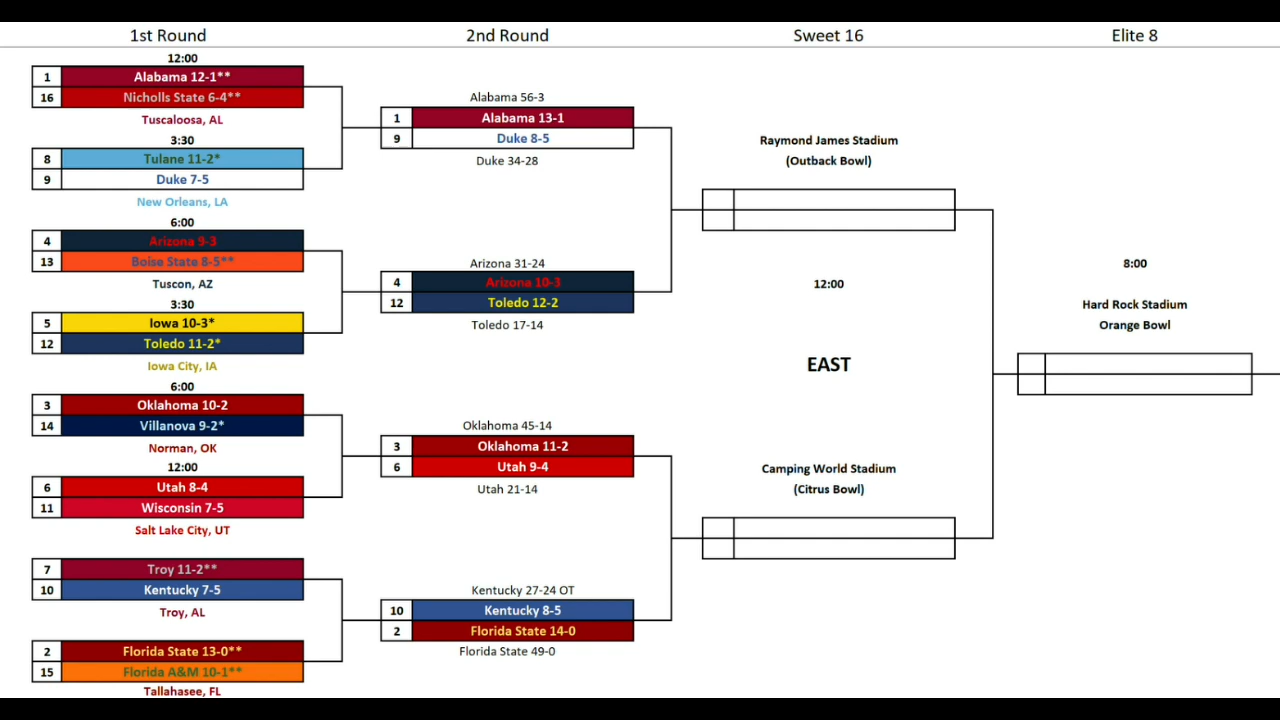 1st Round
2nd Round
Sweet 16
Elite 8
12:00
1 Alabama 12-1**
16 Nicholls State 6-4**
Tuscaloosa, AL
3:30
8 Tulane 11-2*
9 Duke 7-5
New Orleans, LA
6:00
4 Arizona 9-3
13 Boise State 8-5**
Tuscon, AZ
3:30
5 Iowa 10-3*
12 Toledo 11-2*
Iowa City, IA
6:00
3 Oklahoma 10-2
14 Villanova 9-2*
Norman, OK
12:00
6 Utah 8-4
11 Wisconsin 7-5
Salt Lake City, UT
7 Troy 11-2**
10 Kentucky 7-5
Troy, AL
2 Florida State 13-0**
15 Florida A&M 10-1**
Tallahasee, FL
Alabama 56-3
1 Alabama 13-1
9 Duke 8-5
Duke 34-28
Arizona 31-24
4 Arizona 10-3
12 Toledo 12-2
Toledo 17-14
Oklahoma 45-14
3 Oklahoma 11-2
6 Utah 9-4
Utah 21-14
Kentucky 27-24 OT
10 Kentucky 8-5
2 Florida State 14-0
Florida State 49-0
Raymond James Stadium
(Outback Bowl)
12:00
EAST
Camping World Stadium
(Citrus Bowl)
8:00
Hard Rock Stadium
Orange Bowl